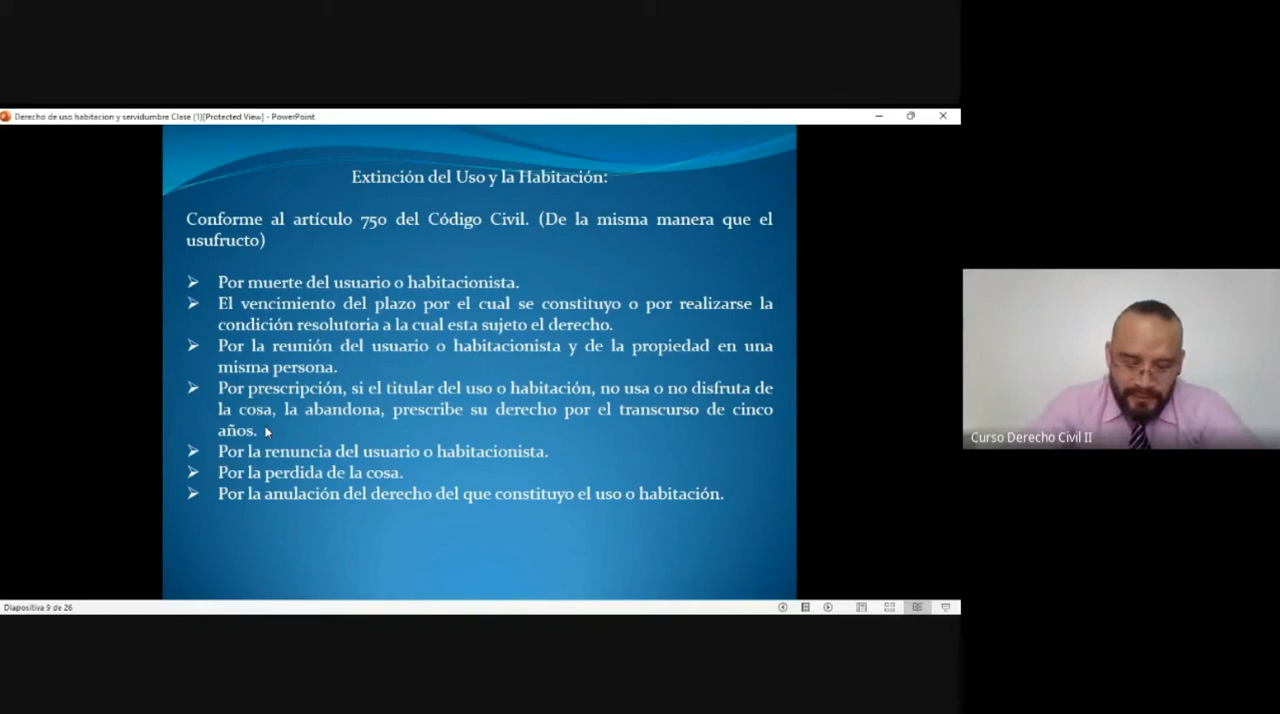 Derecho de uso habitacion y servidumbre Clase (1)[Protected View] - PowerPoint
Extinción del Uso y la Habitación:
Conforme al artículo 750 del Código Civil. (De la misma manera que el
usufructo)
Por muerte del usuario o habitacionista.
El vencimiento del plazo por el cual se constituyo o por realizarse la
condición resolutoria a la cual esta sujeto el derecho.
Por la reunión del usuario o habitacionista y de la propiedad en una
misma persona.
Por prescripción, si el titular del uso o habitación, no usa o no disfruta de
la cosa, la abandona, prescribe su derecho por el transcurso de cinco
años.
Por la renuncia del usuario o habitacionista.
Por la perdida de la cosa.
Por la anulación del derecho del que constituyo el uso o habitación.
Curso Derecho Civil II
Diapositiva 9 de 26